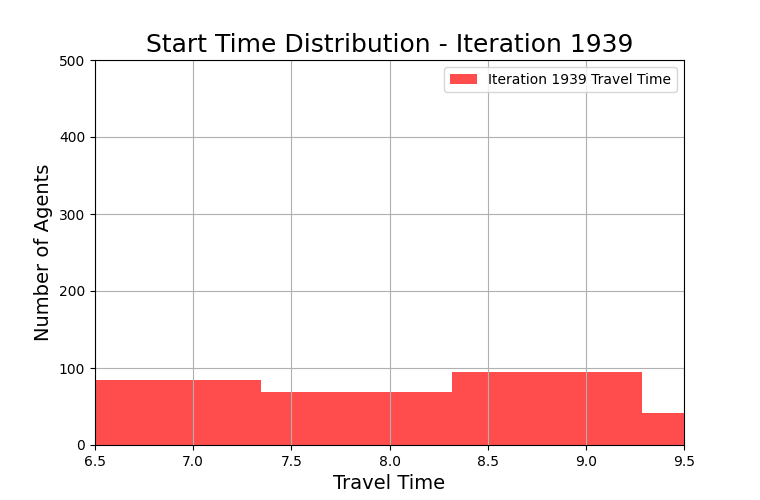 Start Time Distribution - Iteration 1939
500
Iteration 1939 Travel Time
400
300
200
100
0
Number of Agents
6.5 7.0 7.5 8.0 8.5 9.0 9.5
Travel Time